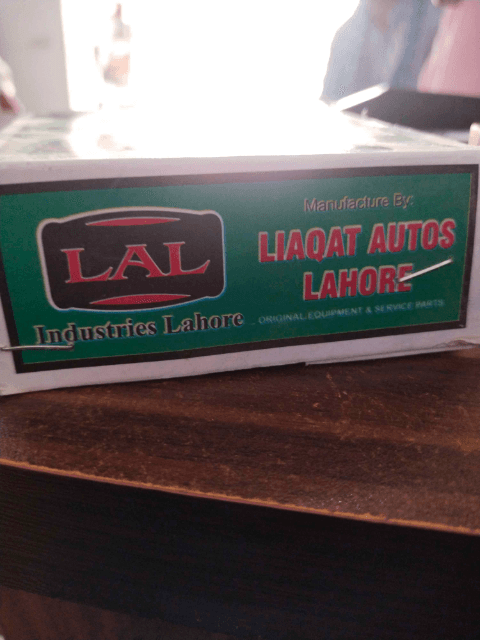 LAL
Industries Lahore
Manufacture By:
LIAQAT AUTOS
LAHORE
ORIGINAL EQUIPMENT & SERVICE PARTS